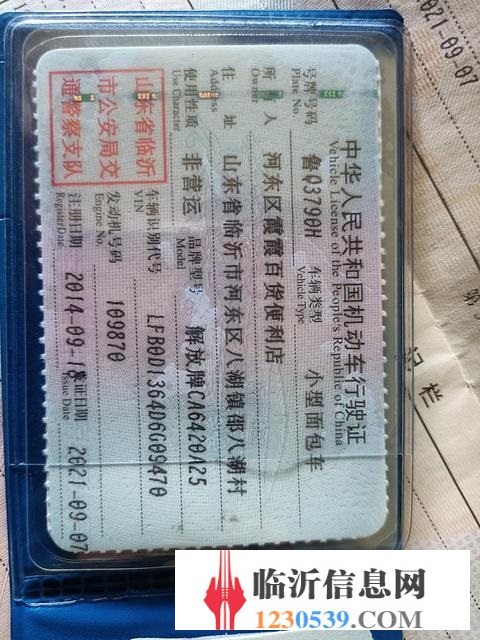 中华人民共和国机动车行驶证
Vehicle License of the People's Republic of China
号牌号码 鲁Q3790H 车辆类型 小型面包车
Plate No. Vehicle Type
所有人 河东区霞霞百货便利店
Owner
住址 山东省临沂市河东区八湖镇邵八湖村
Address
使用性质 非营运 品牌型号 解放牌CA6420A25
Use Character Model
山东省临沂
市公安局交
通警察支队
车辆识别代号 LFB0D1364D6G09470
VIN
发动机号码 109870
Engine No.
注册日期 2014-09- 发证日期 2021-09-07
Register Date Issue Date
2021-09-07
记栏
临沂信息网
1230539.com